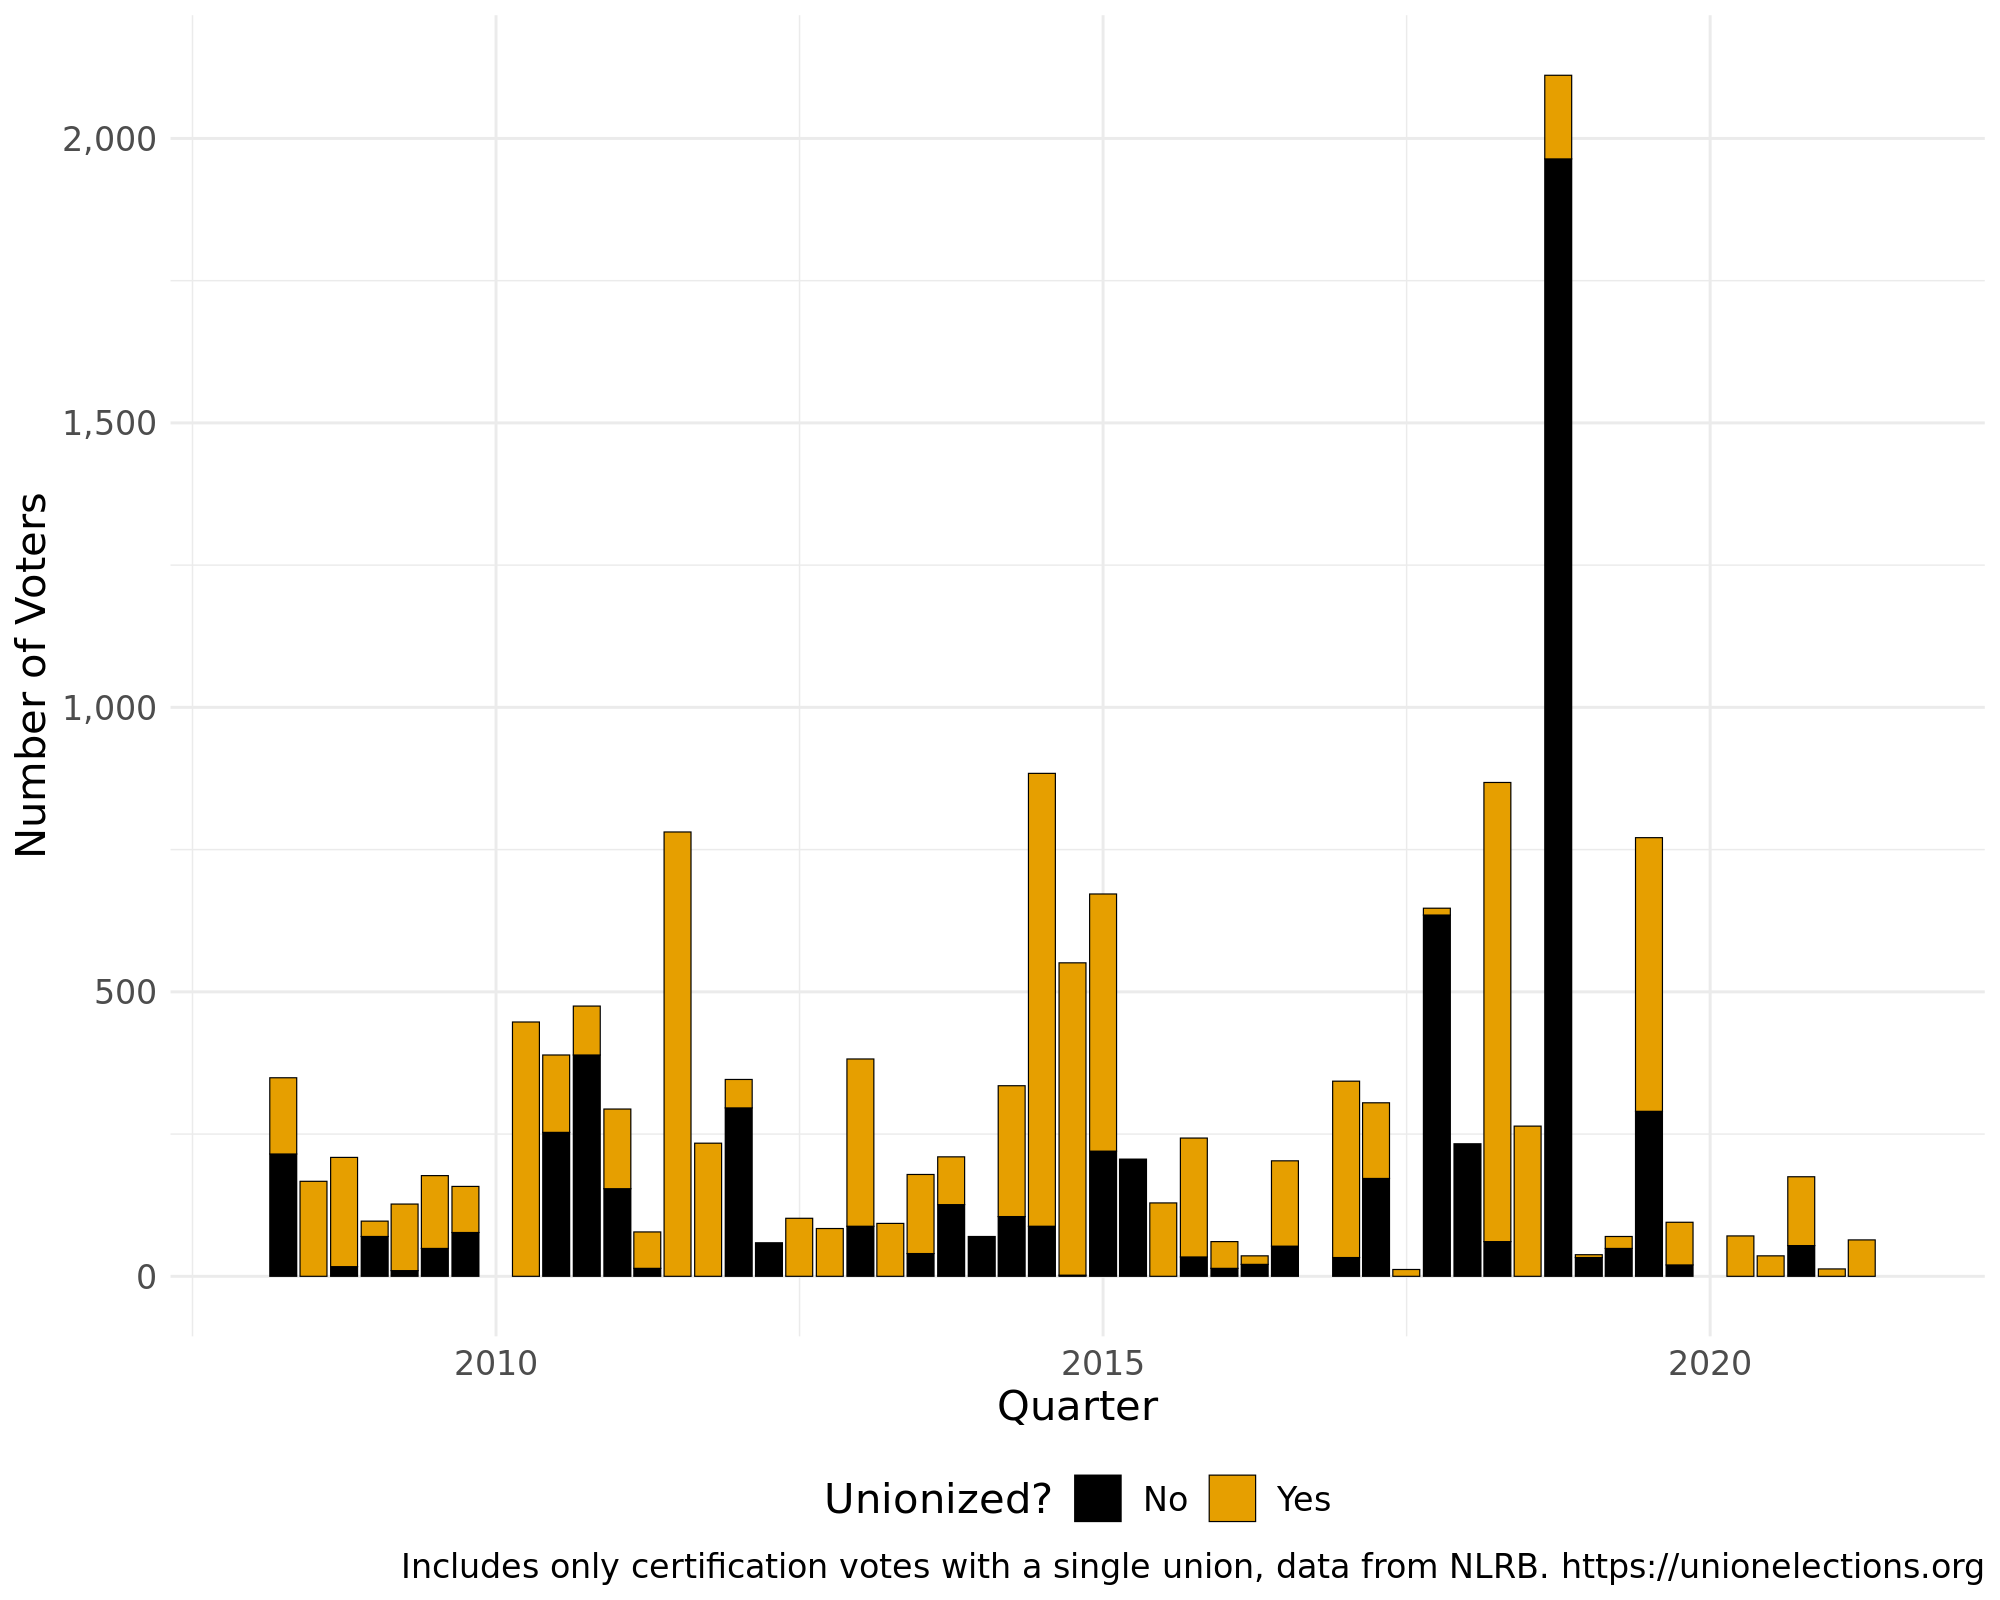 2,000
1,500
1,000
500
0
Number of Voters
2010 2015 2020
Quarter
Unionized? No Yes
Includes only certification votes with a single union, data from NLRB. https://unionelections.org